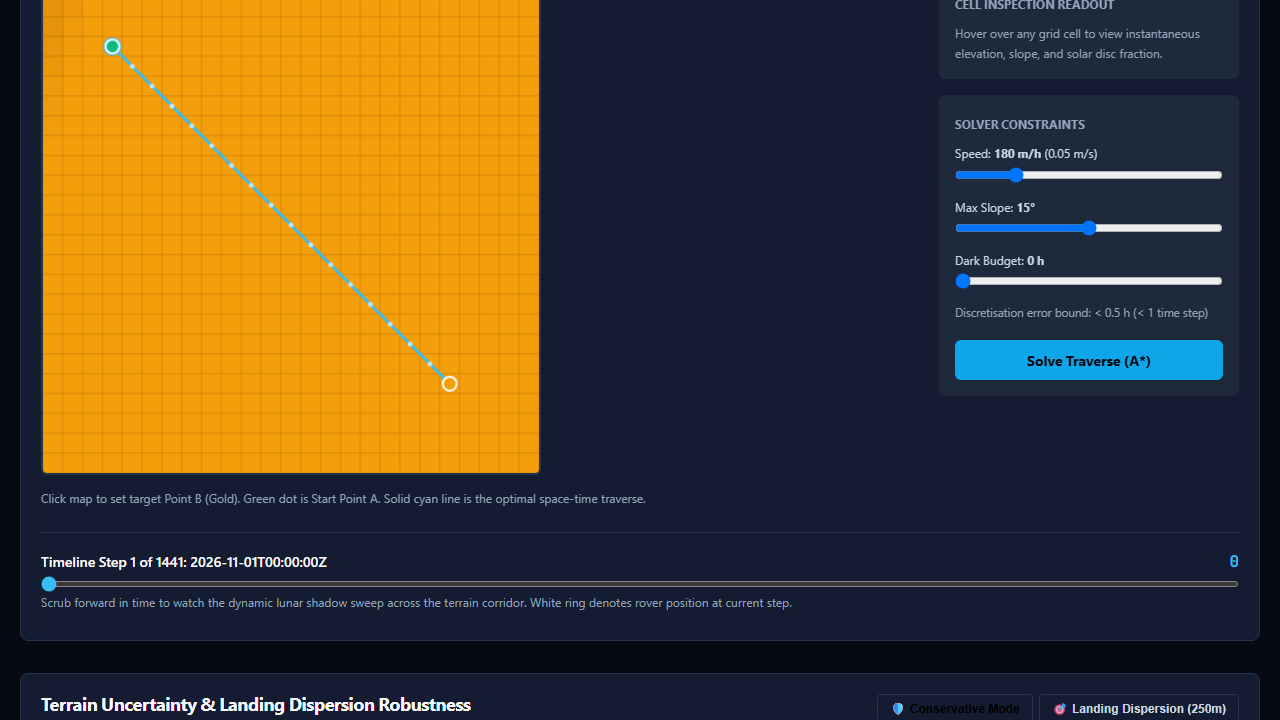 CELL INSPECTION READOUT
Hover over any grid cell to view instantaneous
elevation, slope, and solar disc fraction.
SOLVER CONSTRAINTS
Speed: 180 m/h (0.05 m/s)
Max Slope: 15°
Dark Budget: 0 h
Discretisation error bound: < 0.5 h (< 1 time step)
Solve Traverse (A*)
Click map to set target Point B (Gold). Green dot is Start Point A. Solid cyan line is the optimal space-time traverse.
Timeline Step 1 of 1441: 2026-11-01T00:00:00Z
0
Scrub forward in time to watch the dynamic lunar shadow sweep across the terrain corridor. White ring denotes rover position at current step.
Terrain Uncertainty & Landing Dispersion Robustness
Conservative Mode
Landing Dispersion (250m)